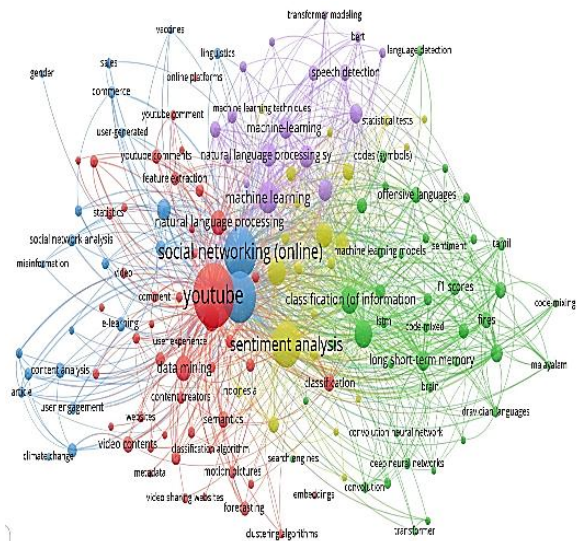 transformer modeling
vaccines
bert
linguistics
language detection
sales
gender
online platforms
speech detection
commerce
youtube comment
machine learning techniques
statistical tests
user-generated
machine-learning
youtube comments
natural language processing sy
codes (symbols)
feature extraction
machine learning
offensive languages
statistics
natural language processing
social network analysis
social networking (online)
machine learning models
sentiment
tamil
misinformation
video
youtube
comment
classification (of information
f1 scores
code-mixing
e-learning
lstm
code-mixed
fires
user experience
sentiment analysis
content analysis
data mining
long short-term memory
malayalam
article
classification
brain
content creators
user engagement
semantics
dravidian languages
websites
convolution neural network
climate change
video contents
classification algorithm
search engines
metadata
motion pictures
deep neural networks
video sharing websites
embeddings
convolution
forecasting
transformer
clustering algorithms